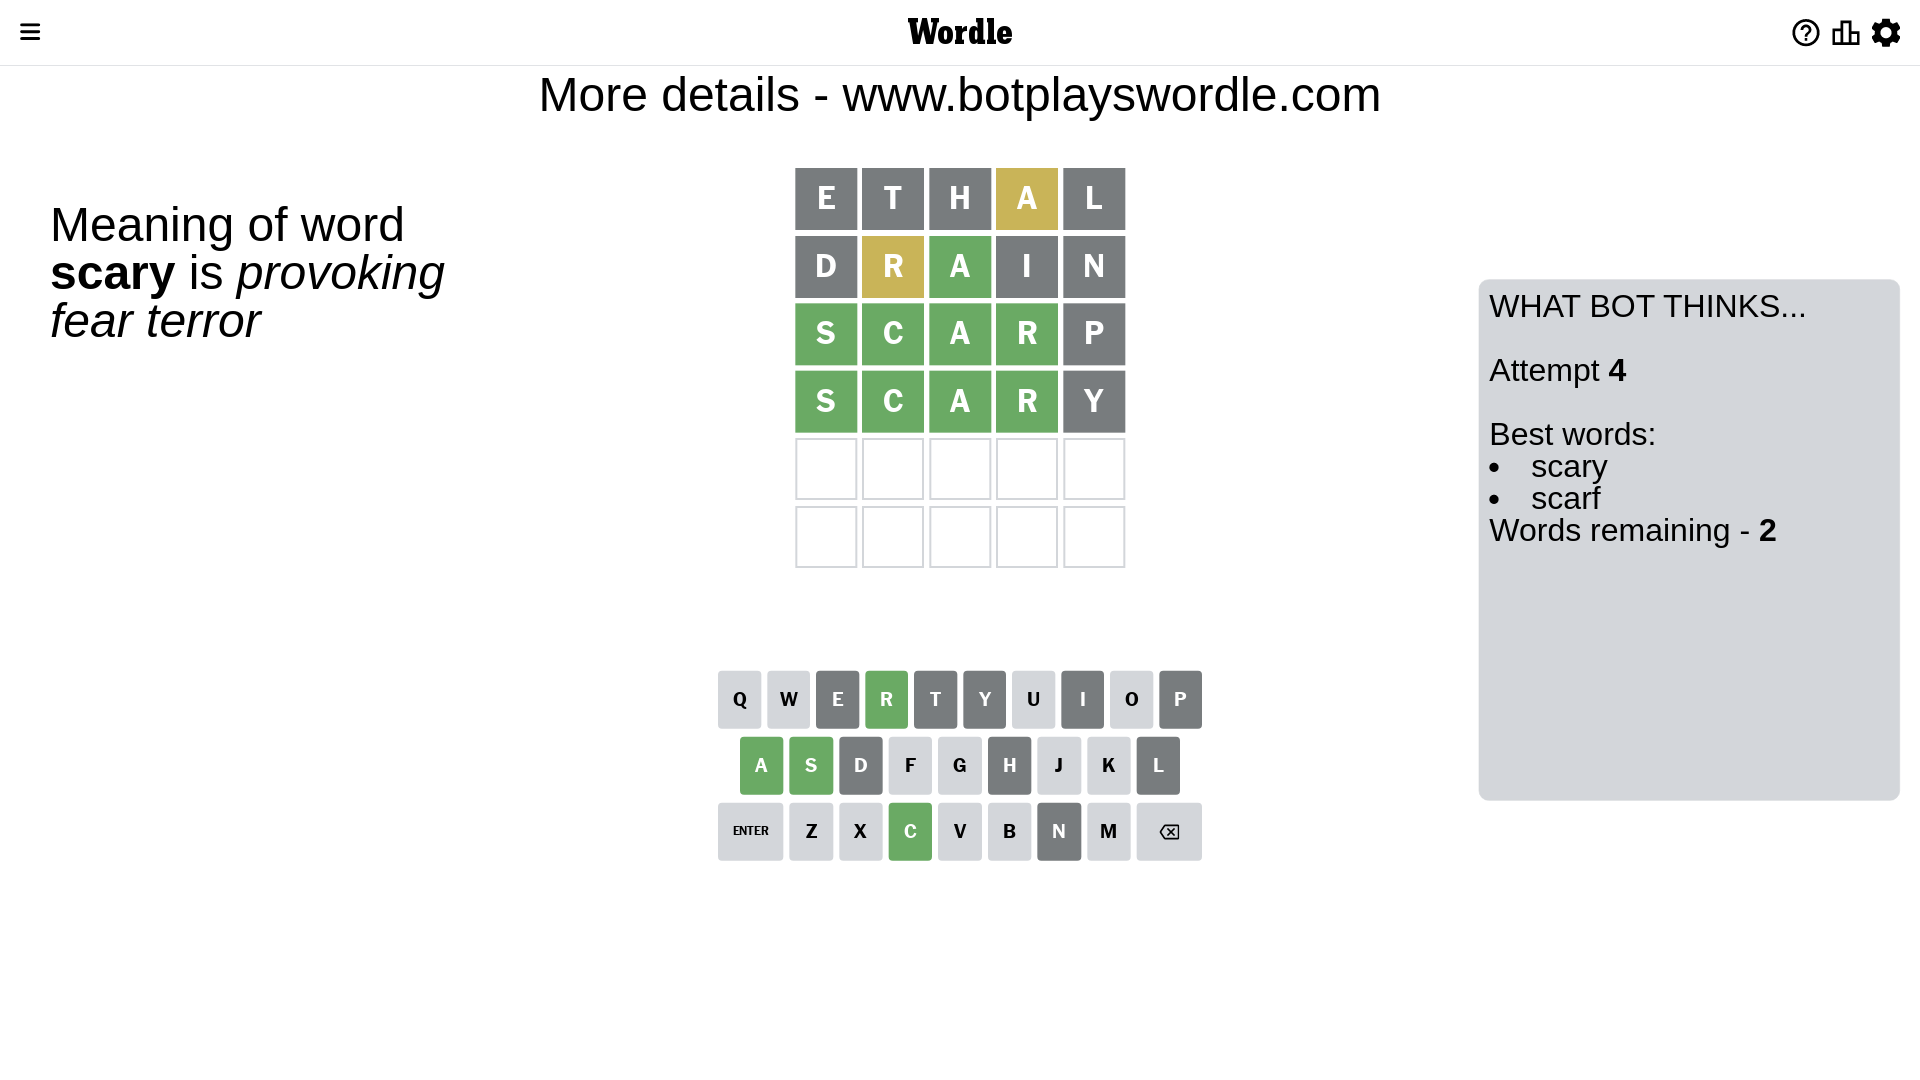 Wordle
More details - www.botplayswordle.com
Meaning of word
scary is provoking
fear terror
E T H A L
D R A I N
S C A R P
S C A R Y
WHAT BOT THINKS...
Attempt 4
Best words:
• scary
• scarf
Words remaining - 2
Q W E R T Y U I O P
A S D F G H J K L
ENTER Z X C V B N M